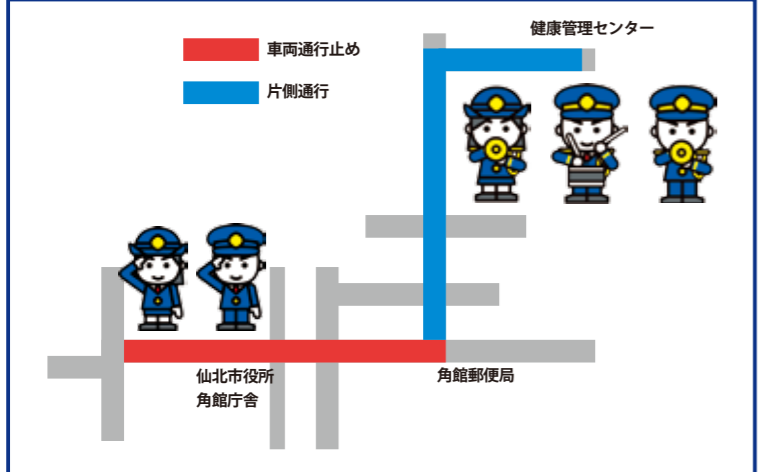 健康管理センター
車両通行止め
片側通行
仙北市役所
角館庁舎
角館郵便局